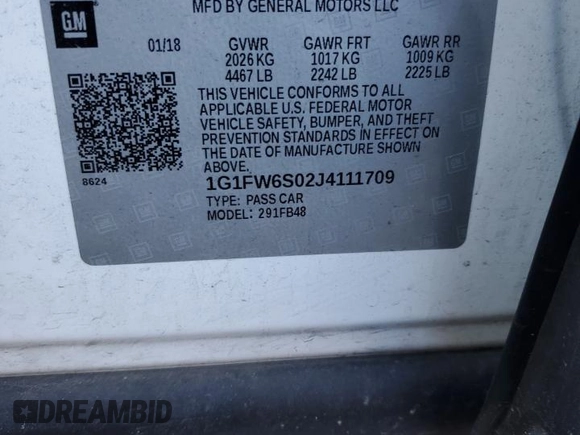 MFD BY GENERAL MOTORS LLC
GM
01/18 GVWR GAWR FRT GAWR RR
2026 KG 1017 KG 1009 KG
4467 LB 2242 LB 2225 LB
THIS VEHICLE CONFORMS TO ALL
APPLICABLE U.S. FEDERAL MOTOR
VEHICLE SAFETY, BUMPER, AND THEFT
PREVENTION STANDARDS IN EFFECT ON
THE DATE OF MANUFACTURE SHOWN
ABOVE.
8624
1G1FW6S02J4111709
TYPE: PASS CAR
MODEL: 291FB48
DREAMBID